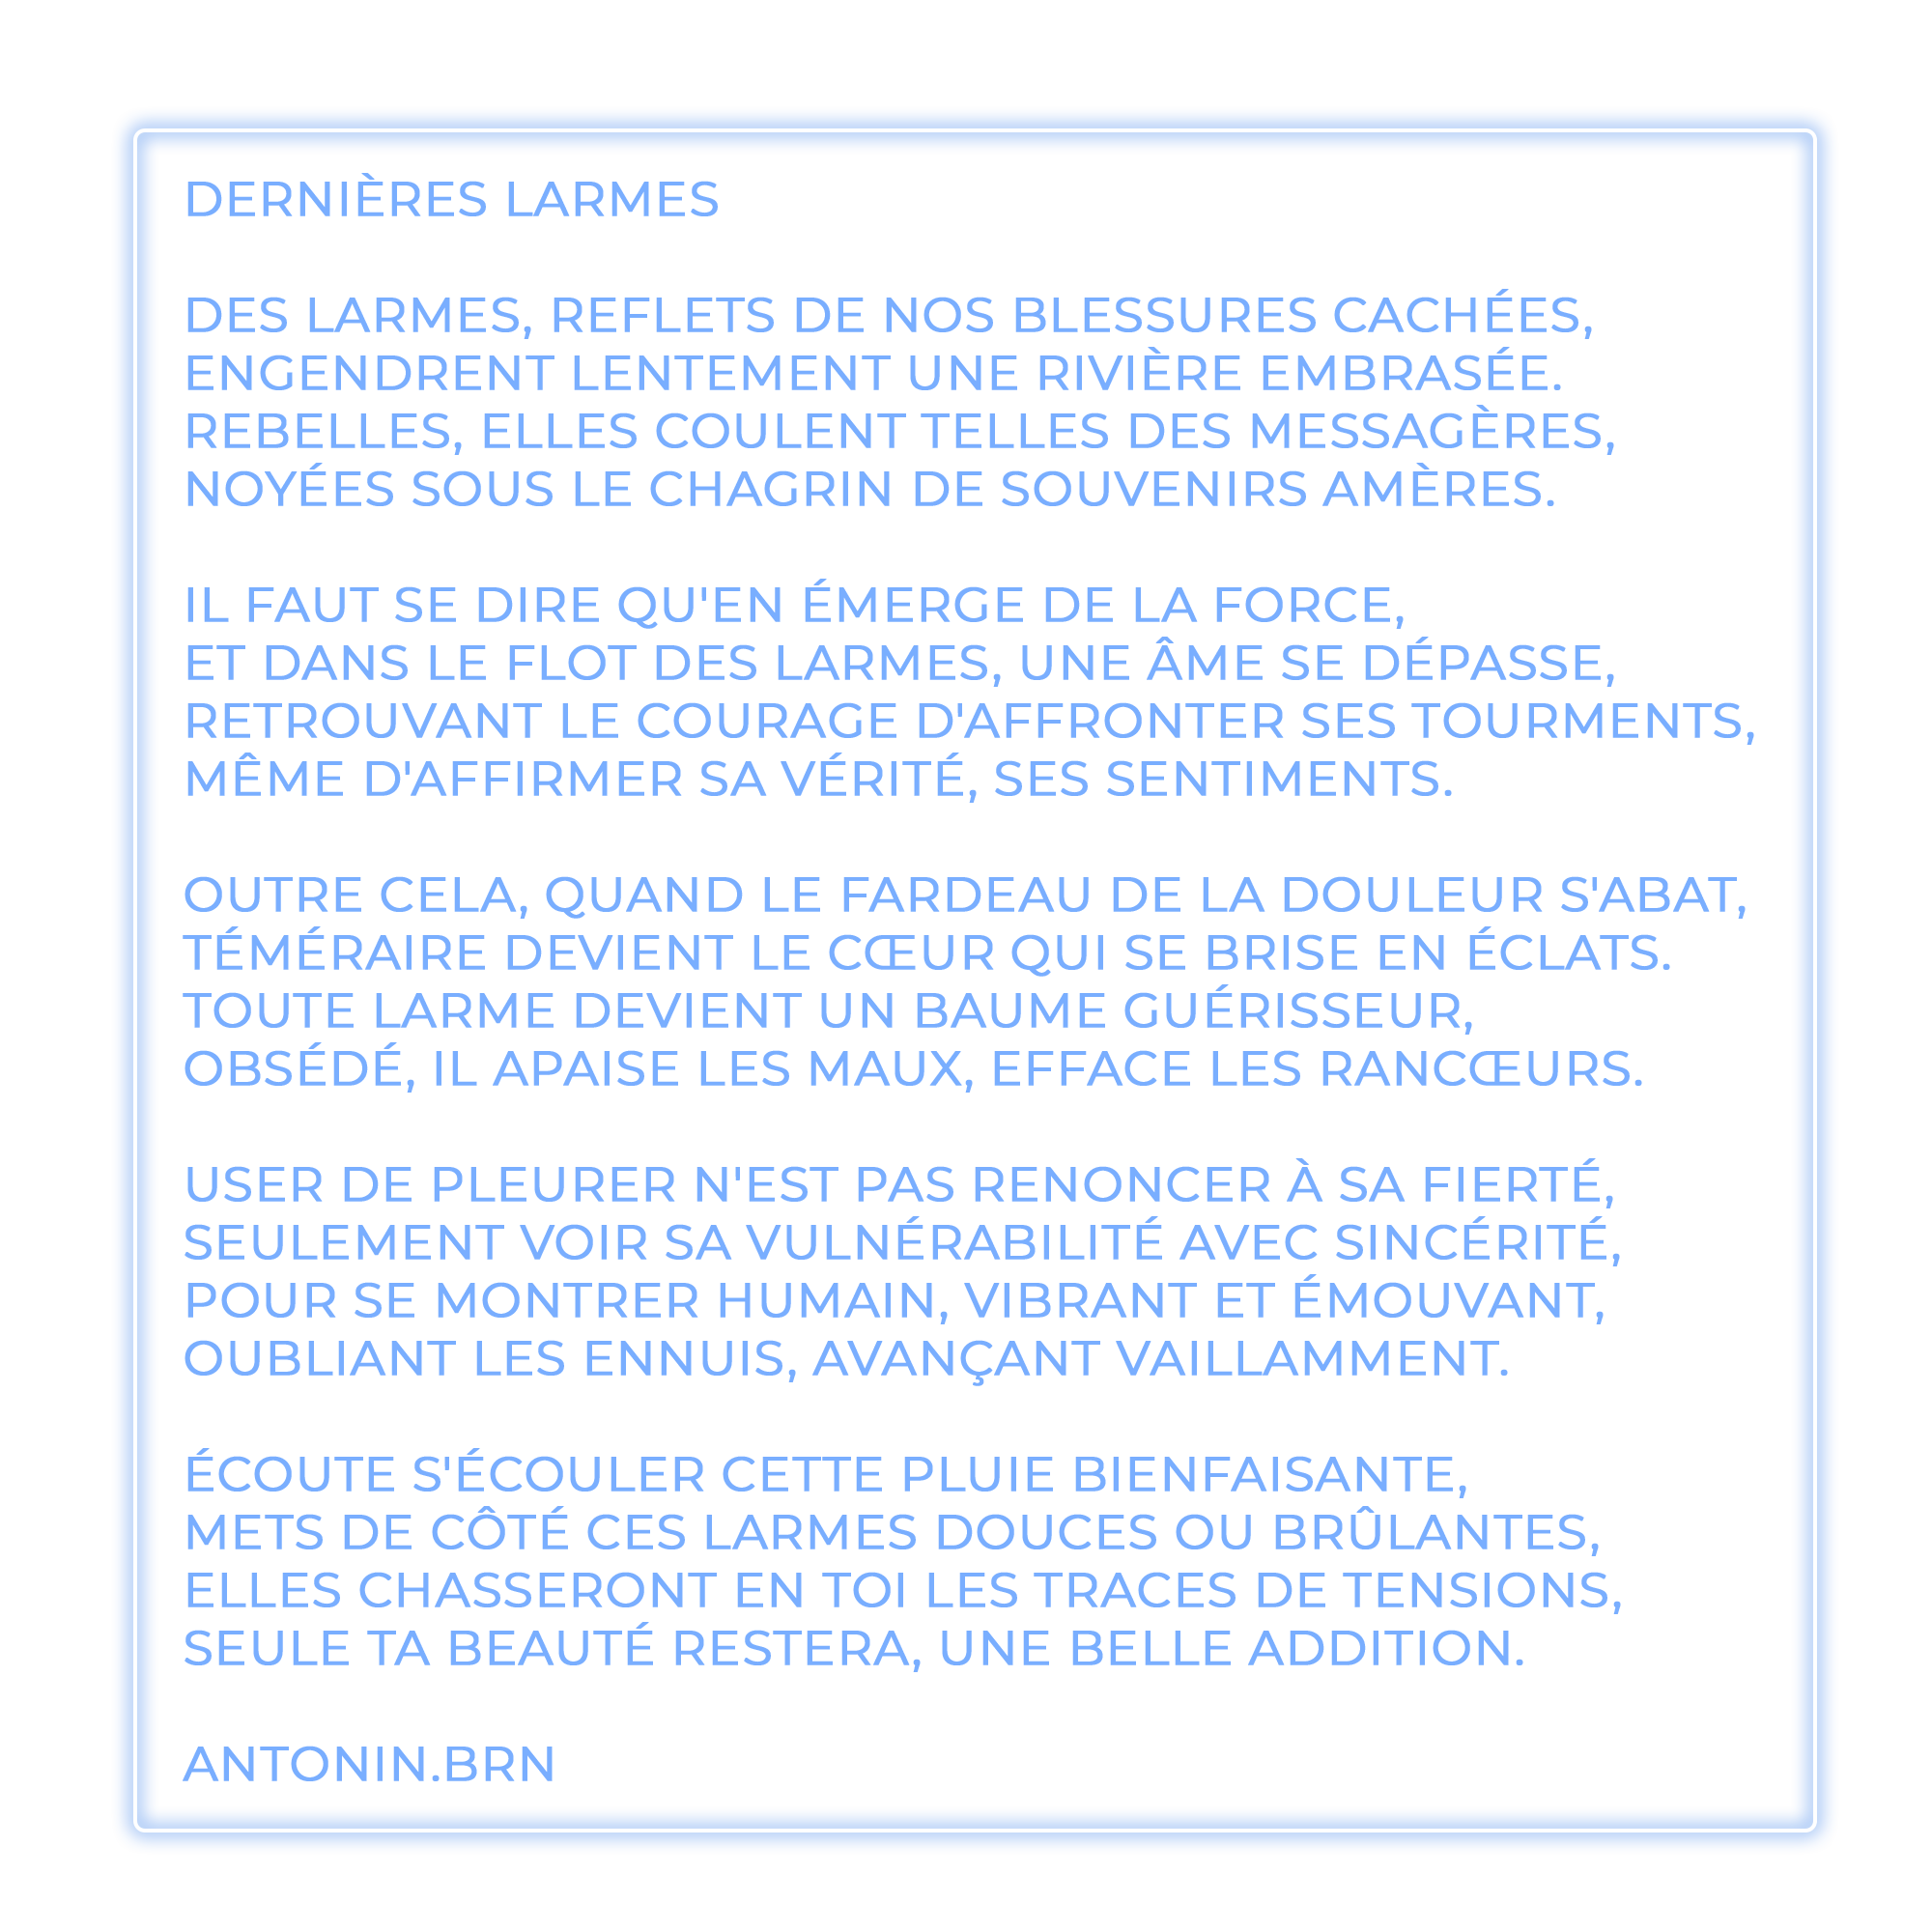 DERNIÈRES LARMES
DES LARMES, REFLETS DE NOS BLESSURES CACHÉES,
ENGENDRENT LENTEMENT UNE RIVIÈRE EMBRASÉE.
REBELLES, ELLES COULENT TELLES DES MESSAGÈRES,
NOYÉES SOUS LE CHAGRIN DE SOUVENIRS AMÈRES.
IL FAUT SE DIRE QU'EN ÉMERGE DE LA FORCE,
ET DANS LE FLOT DES LARMES, UNE ÂME SE DÉPASSE,
RETROUVANT LE COURAGE D'AFFRONTER SES TOURMENTS,
MÊME D'AFFIRMER SA VÉRITÉ, SES SENTIMENTS.
OUTRE CELA, QUAND LE FARDEAU DE LA DOULEUR S'ABAT,
TÉMÉRAIRE DEVIENT LE CŒUR QUI SE BRISE EN ÉCLATS.
TOUTE LARME DEVIENT UN BAUME GUÉRISSEUR,
OBSÉDÉ, IL APAISE LES MAUX, EFFACE LES RANCŒURS.
USER DE PLEURER N'EST PAS RENONCER À SA FIERTÉ,
SEULEMENT VOIR SA VULNÉRABILITÉ AVEC SINCÉRITÉ,
POUR SE MONTRER HUMAIN, VIBRANT ET ÉMOUVANT,
OUBLIANT LES ENNUIS, AVANÇANT VAILLAMMENT.
ÉCOUTE S'ÉCOULER CETTE PLUIE BIENFAISANTE,
METS DE CÔTÉ CES LARMES DOUCES OU BRÛLANTES,
ELLES CHASSERONT EN TOI LES TRACES DE TENSIONS,
SEULE TA BEAUTÉ RESTERA, UNE BELLE ADDITION.
ANTONIN.BRN